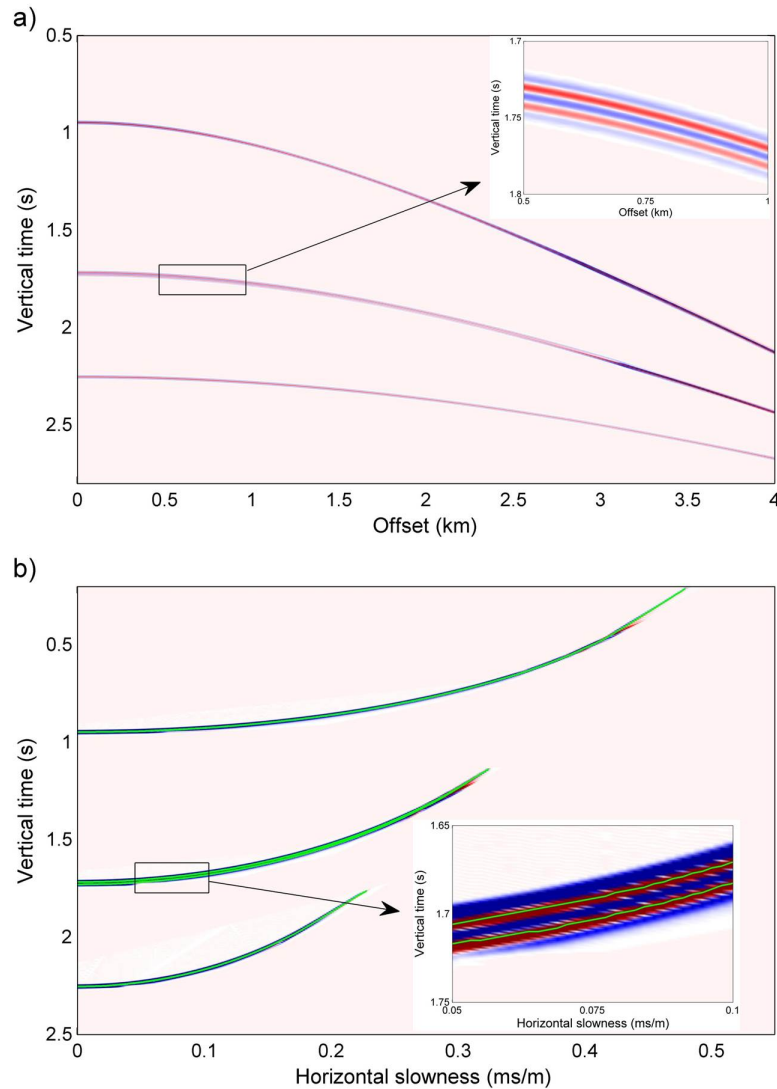 a)
0.5
1
1.5
2
2.5
Vertical time (s)
0 0.5 1 1.5 2 2.5 3 3.5 4
Offset (km)
1.7
1.75
1.8
Vertical time (s)
0.5 0.75 1
Offset (km)
b)
0.5
1
1.5
2
2.5
Vertical time (s)
0 0.1 0.2 0.3 0.4 0.5
Horizontal slowness (ms/m)
1.65
1.7
1.75
Vertical time (s)
0.05 0.075 0.1
Horizontal slowness (ms/m)